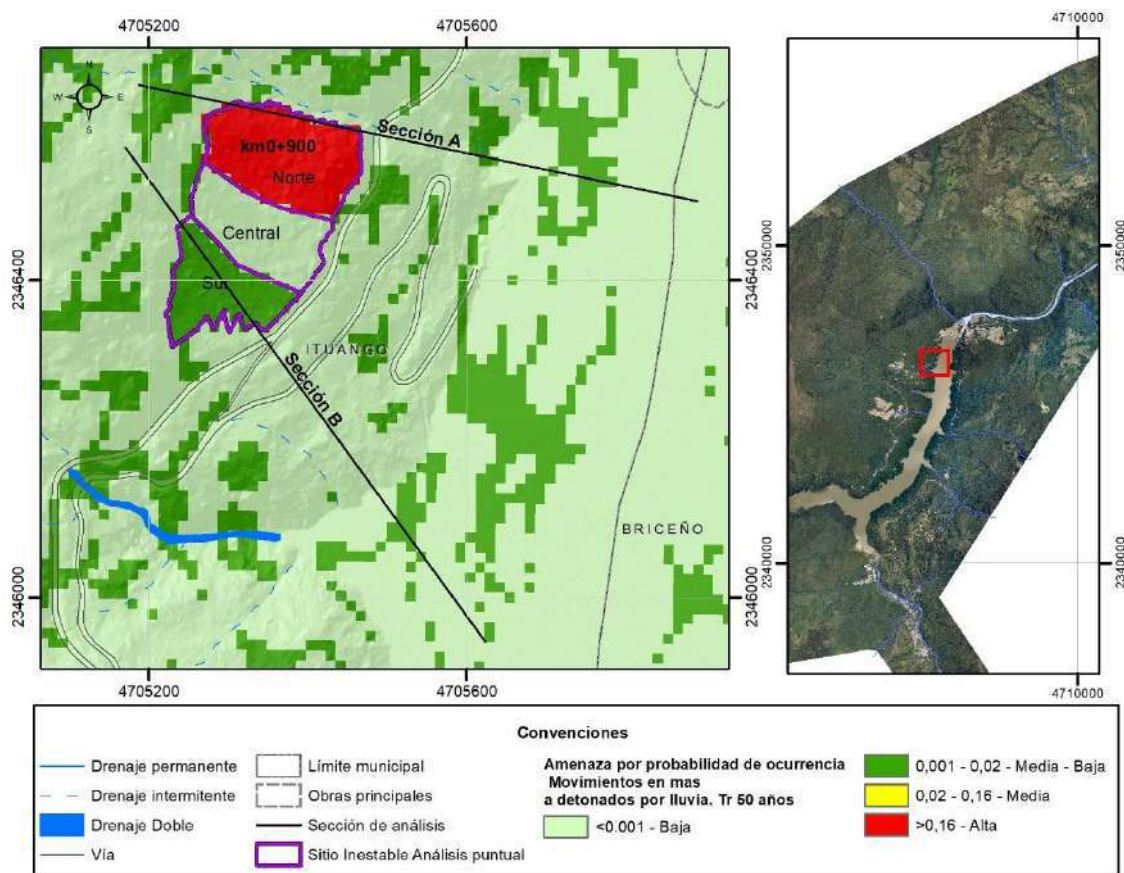 4705200
4705600
4710000
N
W
E
S
Sección A
km0+900
Norte
Central
Sur
2346400
2346400
ITUANGO
Sección B
BRICEÑO
2346000
2346000
4705200
4705600
2350000
2350000
2340000
2340000
4710000
Convenciones
Drenaje permanente
Drenaje intermitente
Drenaje Doble
Vía
Límite municipal
Obras principales
Sección de análisis
Sitio Inestable Análisis puntual
Amenaza por probabilidad de ocurrencia
Movimientos en mas
a detonados por lluvia. Tr 50 años
<0.001 - Baja
0,001 - 0,02 - Media - Baja
0,02 - 0,16 - Media
>0,16 - Alta